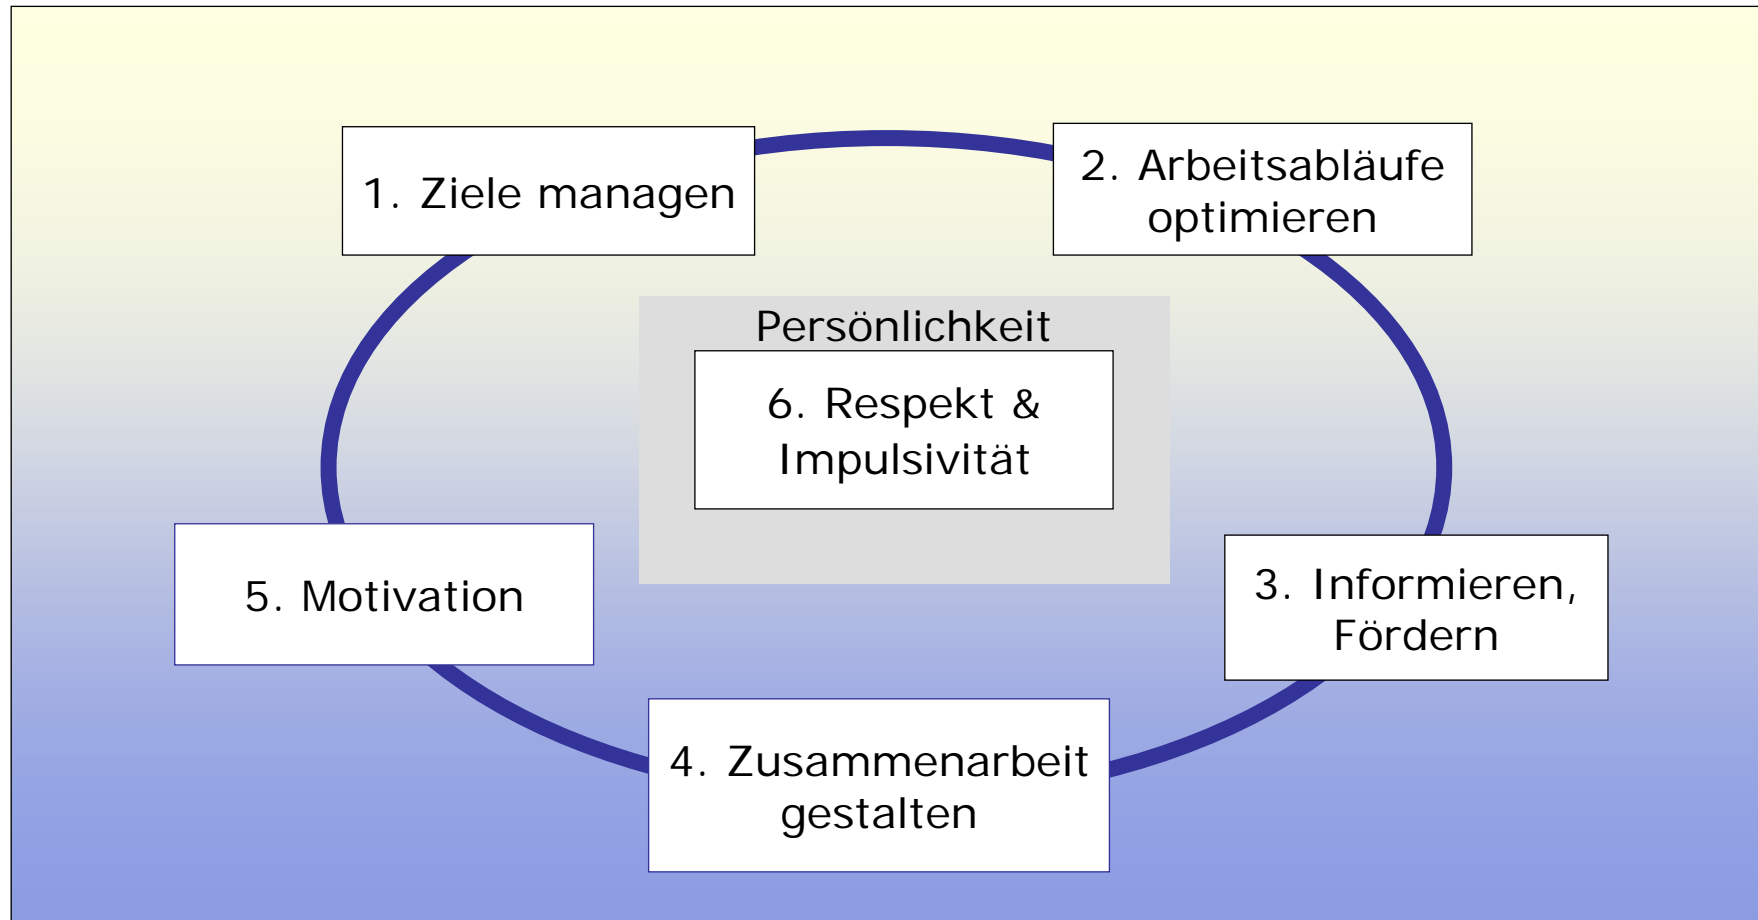 1. Ziele managen
2. Arbeitsabläufe
optimieren
Persönlichkeit
6. Respekt &
Impulsivität
3. Informieren,
Fördern
4. Zusammenarbeit
gestalten
5. Motivation